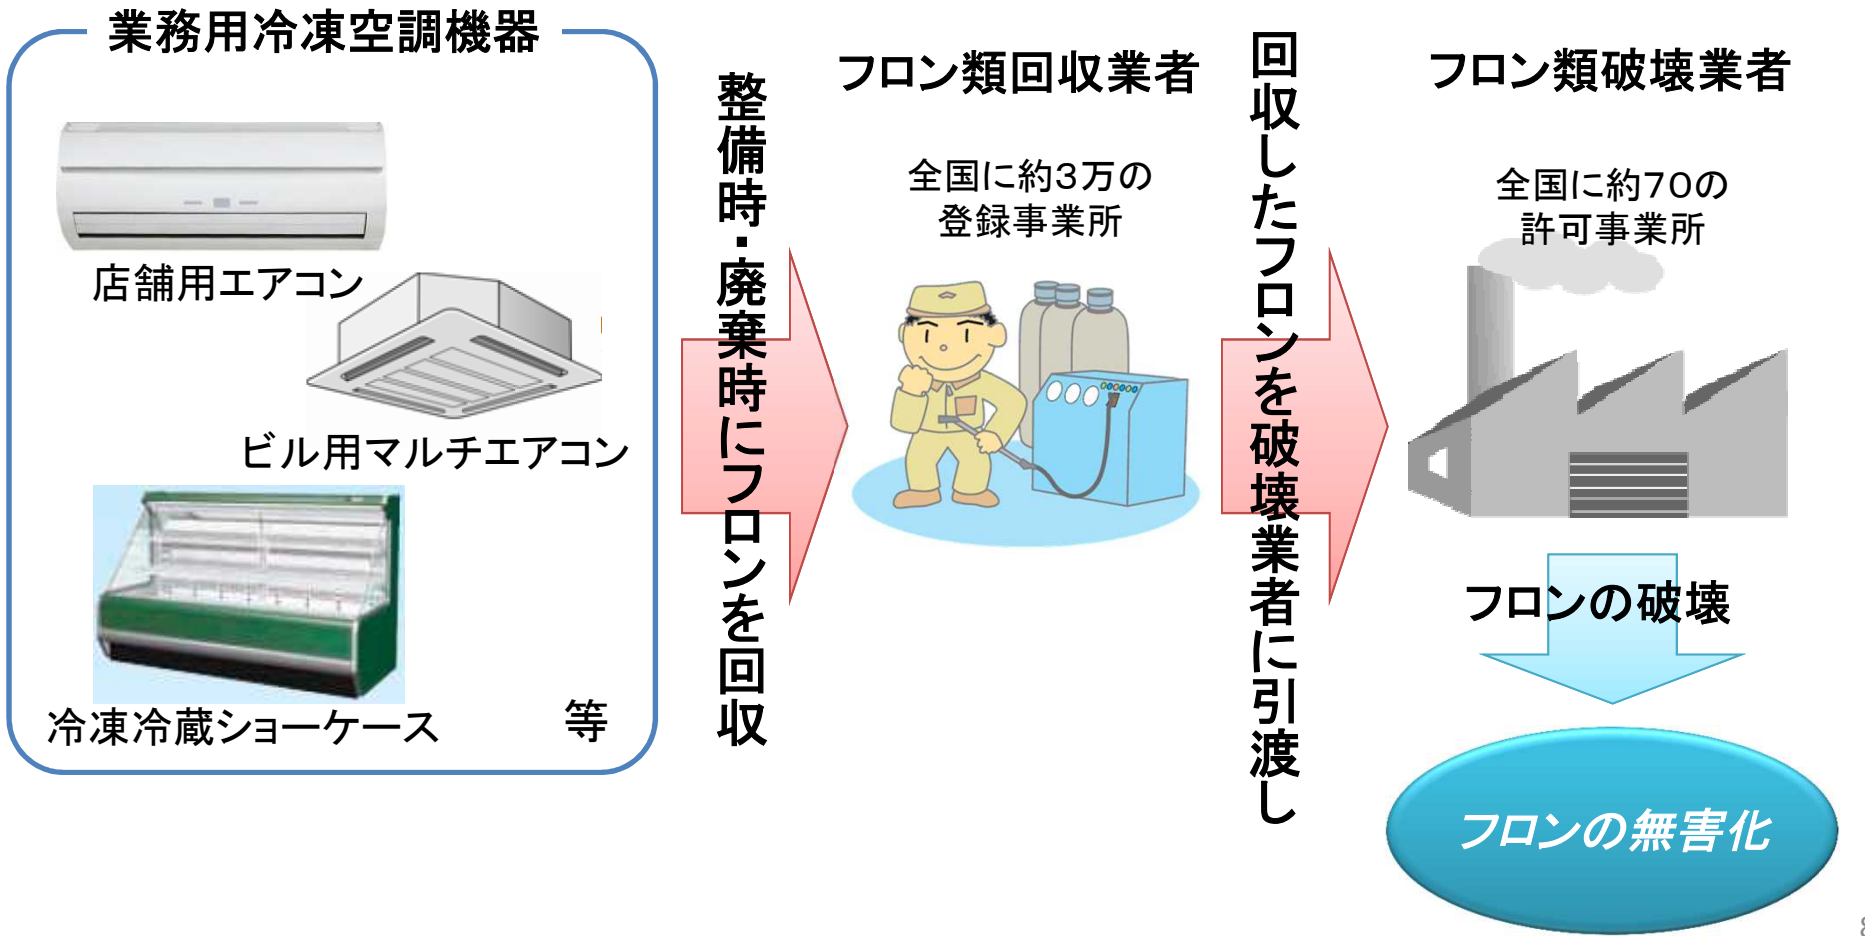 業務用冷凍空調機器
店舗用エアコン
ビル用マルチエアコン
冷凍冷蔵ショーケース 等
整備時・廃棄時にフロンを回収
フロン類回収業者
全国に約3万の
登録事業所
回収したフロンを破壊業者に引渡し
フロン類破壊業者
全国に約70の
許可事業所
フロンの破壊
フロンの無害化